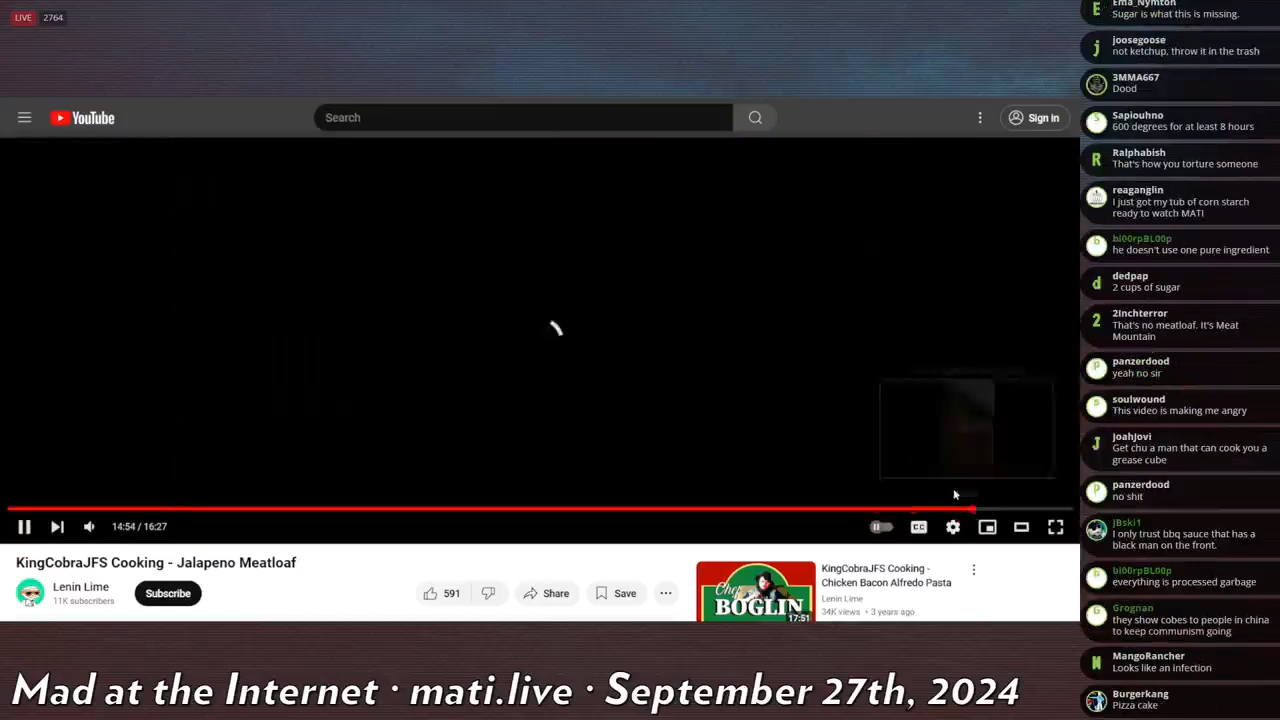 LIVE 2764
YouTube
Search
Sign in
14:54 / 16:27
CC
KingCobraJFS Cooking - Jalapeno Meatloaf
Lenin Lime
11K subscribers
Subscribe
591
Share
Save
Chef
BOGLIN
17:51
KingCobraJFS Cooking -
Chicken Bacon Alfredo Pasta
Lenin Lime
34K views • 3 years ago
Mad at the Internet · mati.live · September 27th, 2024
E
Ema_Nymton
Sugar is what this is missing.
j
joosegoose
not ketchup, throw it in the trash
3MMA667
Dood
S
Sapiouhno
600 degrees for at least 8 hours
R
Ralphabish
That's how you torture someone
reaganglin
I just got my tub of corn starch
ready to watch MATI
b
bl00rpBL00p
he doesn't use one pure ingredient
d
dedpap
2 cups of sugar
2
2Inchterror
That's no meatloaf. It's Meat
Mountain
P
panzerdood
yeah no sir
soulwound
This video is making me angry
J
JoahJovi
Get chu a man that can cook you a
grease cube
P
panzerdood
no shit
JBski1
I only trust bbq sauce that has a
black man on the front.
b
bl00rpBL00p
everything is processed garbage
G
Grognan
they show cobes to people in china
to keep communism going
M
MangoRancher
Looks like an infection
Burgerkang
Pizza cake